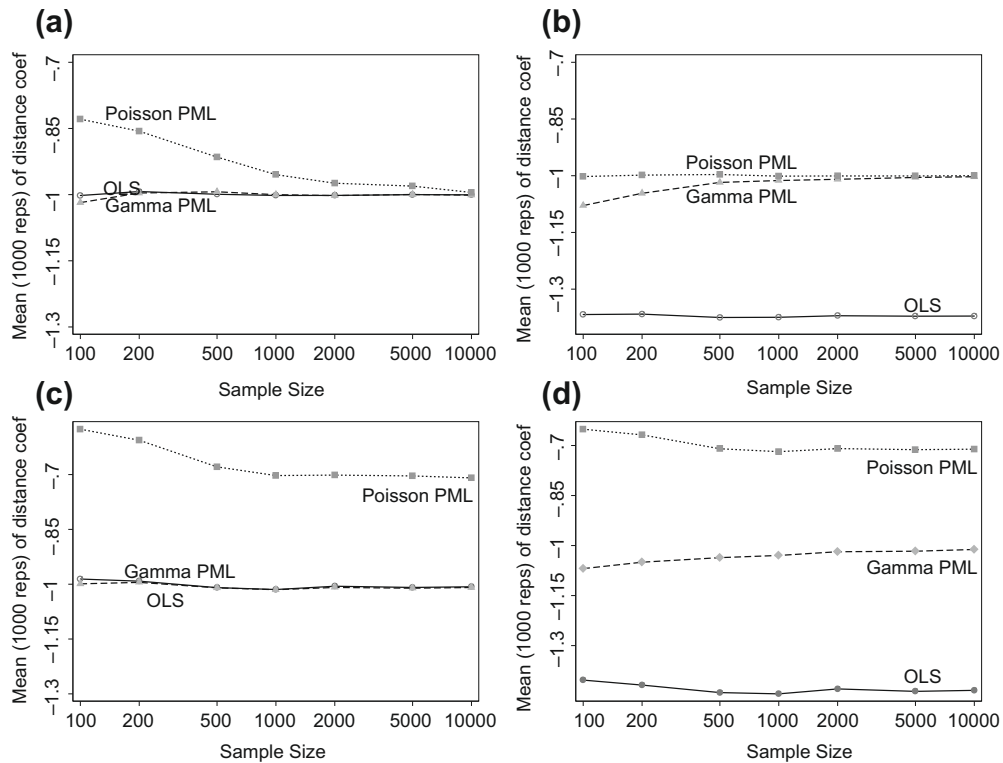 (a)
Mean (1000 reps) of distance coef
−.7
−.85
−1
−1.15
−1.3
Poisson PML
OLS
Gamma PML
100 200 500 1000 2000 5000 10000
Sample Size
(b)
Mean (1000 reps) of distance coef
−.7
−.85
−1
−1.15
−1.3
Poisson PML
Gamma PML
OLS
100 200 500 1000 2000 5000 10000
Sample Size
(c)
Mean (1000 reps) of distance coef
−.7
−.85
−1
−1.15
−1.3
Poisson PML
Gamma PML
OLS
100 200 500 1000 2000 5000 10000
Sample Size
(d)
Mean (1000 reps) of distance coef
−.7
−.85
−1
−1.15
−1.3
Poisson PML
Gamma PML
OLS
100 200 500 1000 2000 5000 10000
Sample Size